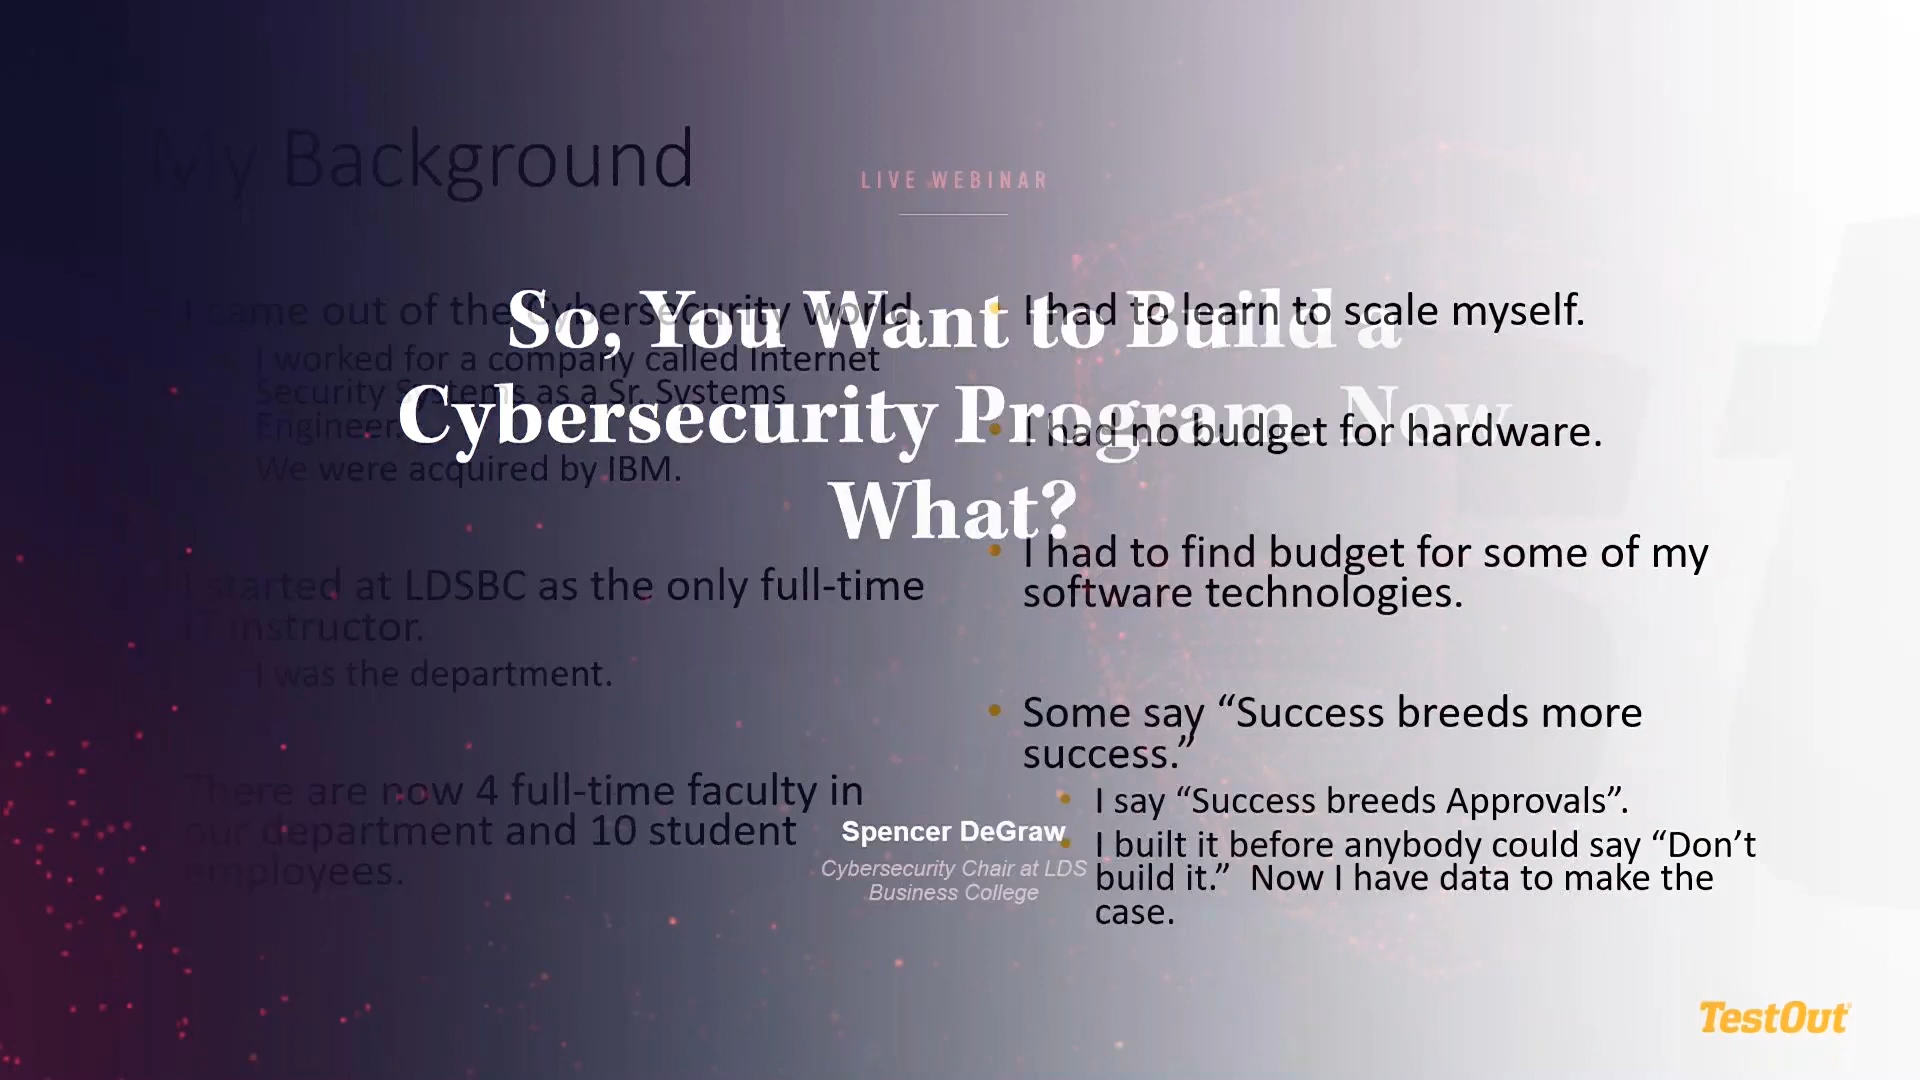 My Background
LIVE WEBINAR
So, You Want to Build a
Cybersecurity Program. Now
What?
I came out of the Cybersecurity world.
I worked for a company called Internet
Security Systems as a Sr. Systems
Engineer.
We were acquired by IBM.
I started at LDSBC as the only full-time
IT instructor.
I was the department.
There are now 4 full-time faculty in
our department and 10 student
employees.
• I had to learn to scale myself.
• I had no budget for hardware.
• I had to find budget for some of my
software technologies.
• Some say “Success breeds more
success.”
• I say “Success breeds Approvals”.
• I built it before anybody could say “Don’t
build it.”  Now I have data to make the
case.
Spencer DeGraw
Cybersecurity Chair at LDS
Business College
TestOut